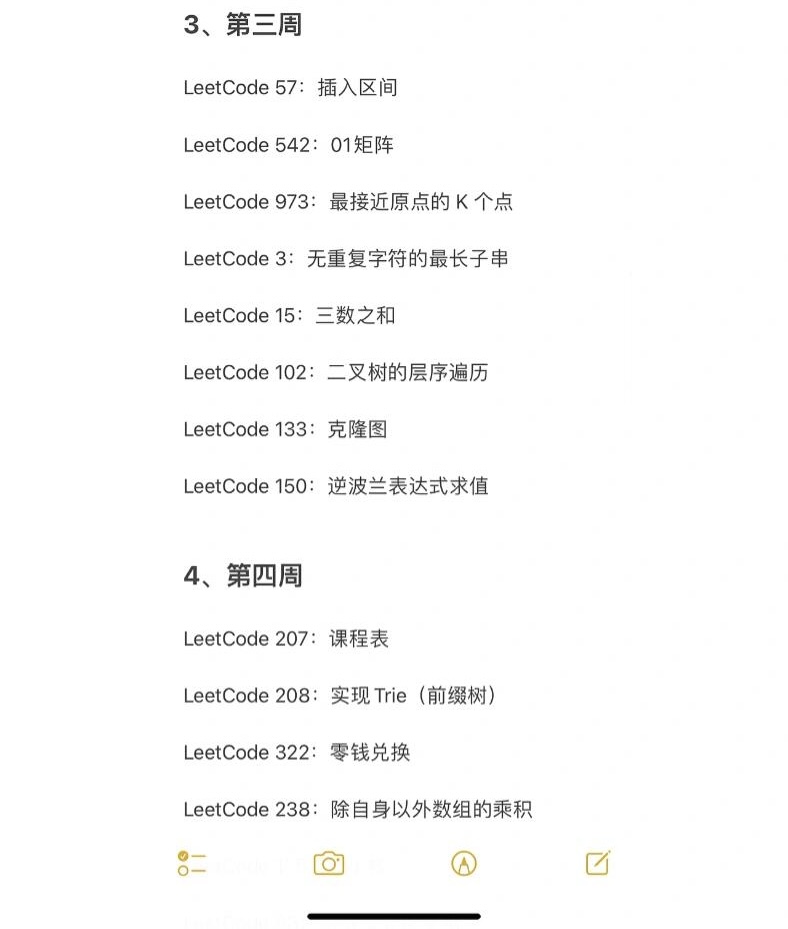 3、第三周
LeetCode 57：插入区间
LeetCode 542：01矩阵
LeetCode 973：最接近原点的 K 个点
LeetCode 3：无重复字符的最长子串
LeetCode 15：三数之和
LeetCode 102：二叉树的层序遍历
LeetCode 133：克隆图
LeetCode 150：逆波兰表达式求值
4、第四周
LeetCode 207：课程表
LeetCode 208：实现 Trie（前缀树）
LeetCode 322：零钱兑换
LeetCode 238：除自身以外数组的乘积